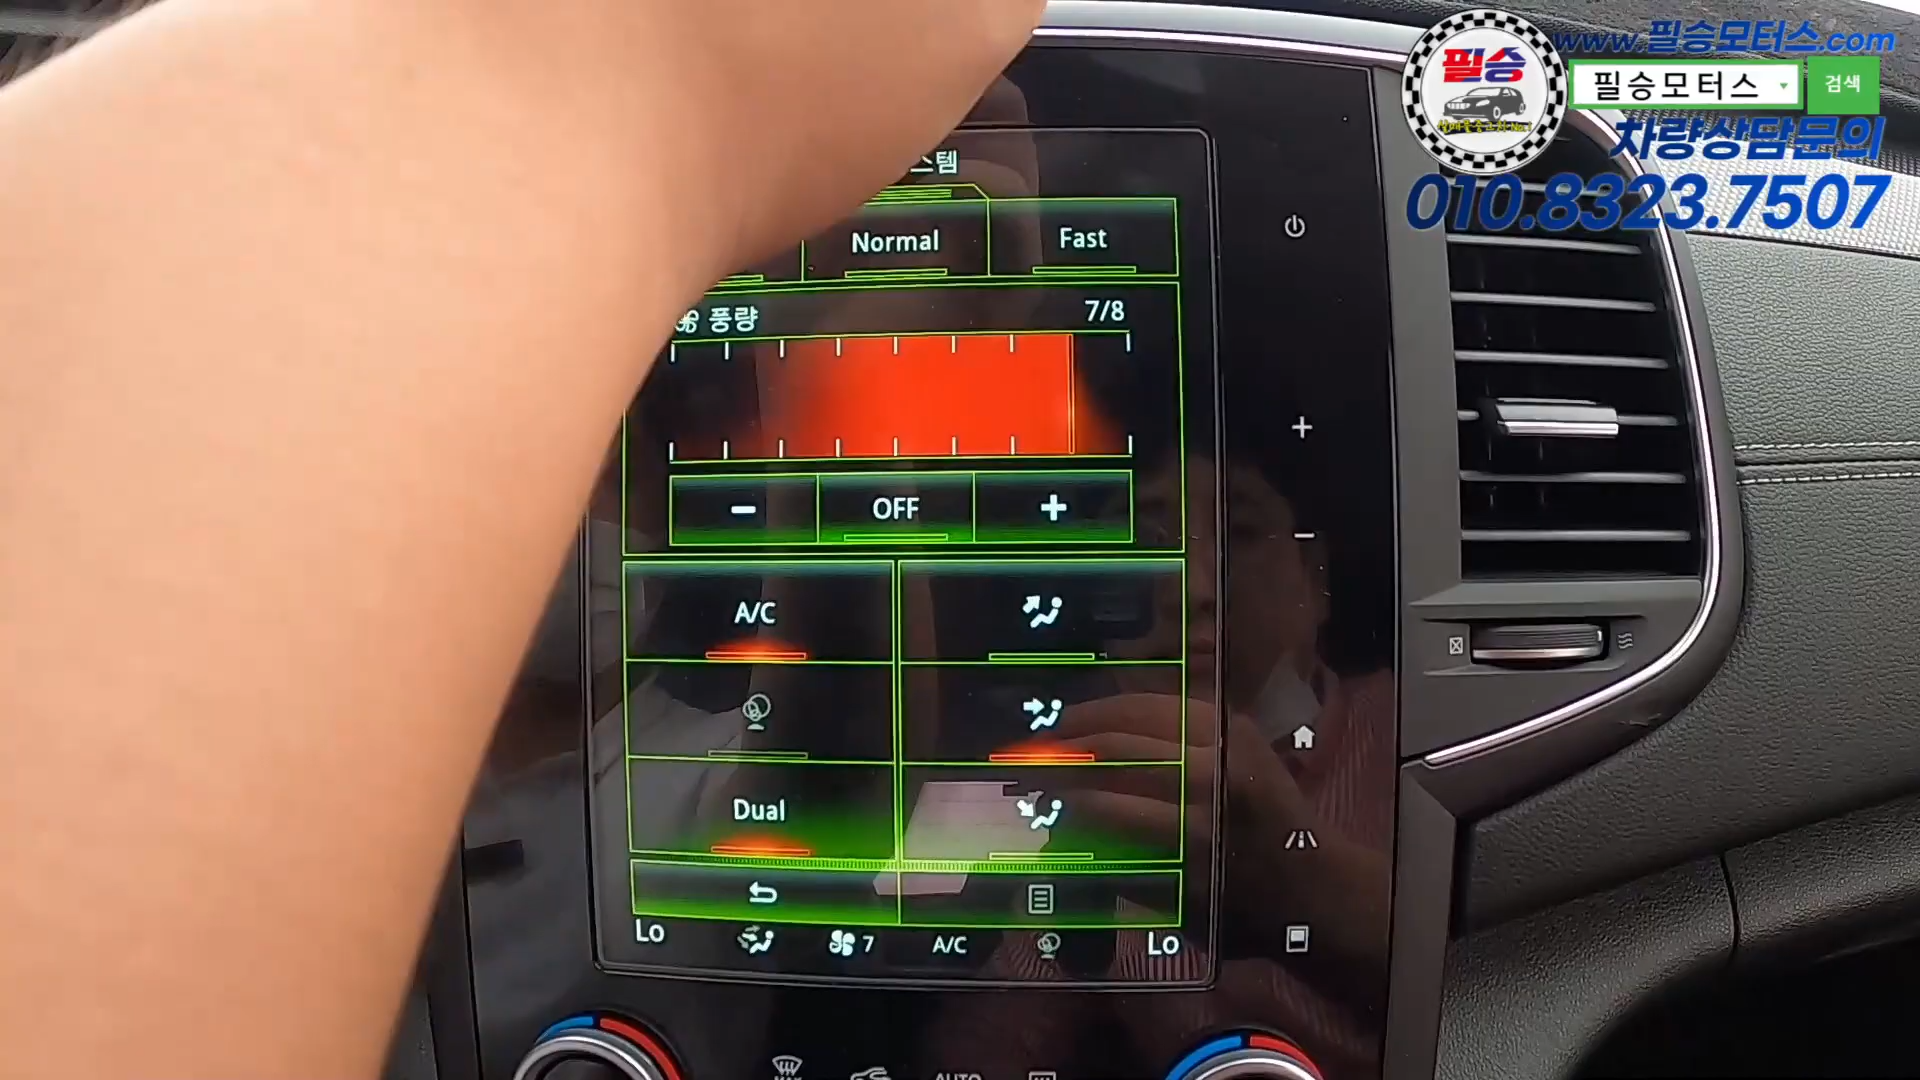 www.필승모터스.com
필승
필승모터스
검색
차량상담문의
010.8323.7507
스템
Normal
Fast
풍량
7/8
OFF
A/C
Dual
Lo
7
A/C
Lo
MAX
AUTO